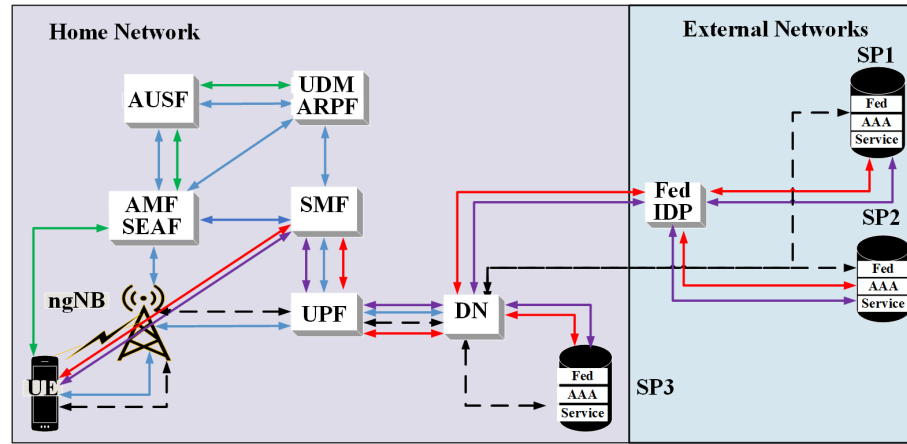 Home Network
External Networks
SP1
AUSF
UDM
ARPF
Fed
AAA
Service
AMF
SEAF
SMF
Fed
IDP
SP2
Fed
AAA
Service
ngNB
UPF
DN
UE
Fed
AAA
Service
SP3